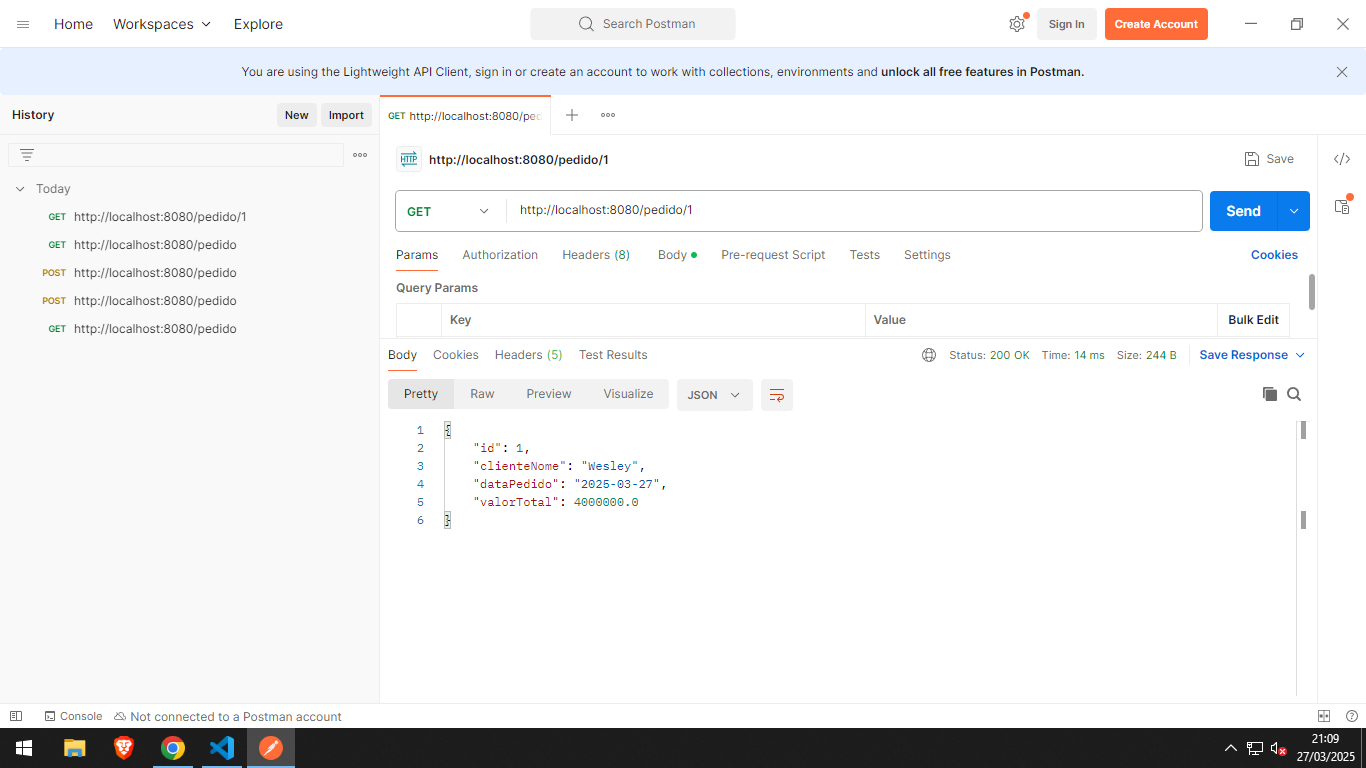 Home Workspaces Explore Search Postman Sign In Create Account
You are using the Lightweight API Client, sign in or create an account to work with collections, environments and unlock all free features in Postman.
History New Import
GET http://localhost:8080/ped
HTTP http://localhost:8080/pedido/1 Save
Today
GET http://localhost:8080/pedido/1
GET http://localhost:8080/pedido
POST http://localhost:8080/pedido
POST http://localhost:8080/pedido
GET http://localhost:8080/pedido
GET http://localhost:8080/pedido/1 Send
Params Authorization Headers (8) Body Pre-request Script Tests Settings Cookies
Query Params
Key Value Bulk Edit
Body Cookies Headers (5) Test Results Status: 200 OK Time: 14 ms Size: 244 B Save Response
Pretty Raw Preview Visualize JSON
1 {
2 "id": 1,
3 "clienteNome": "Wesley",
4 "dataPedido": "2025-03-27",
5 "valorTotal": 4000000.0
6 }
Console Not connected to a Postman account
21:09
27/03/2025